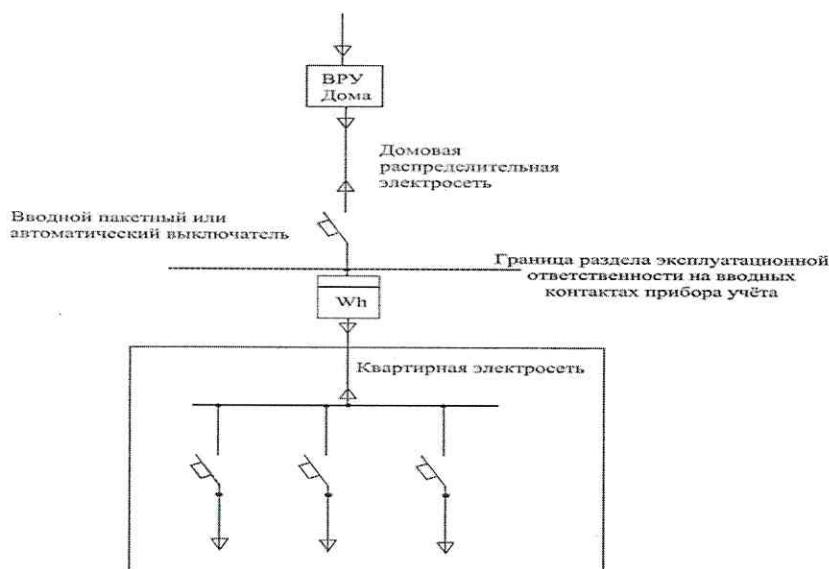 ВРУ
Дома
Домовая
распределительная
электросеть
Вводной пакетный или
автоматический выключатель
Граница раздела эксплуатационной
ответственности на вводных
контактах прибора учёта
Wh
Квартирная электросеть